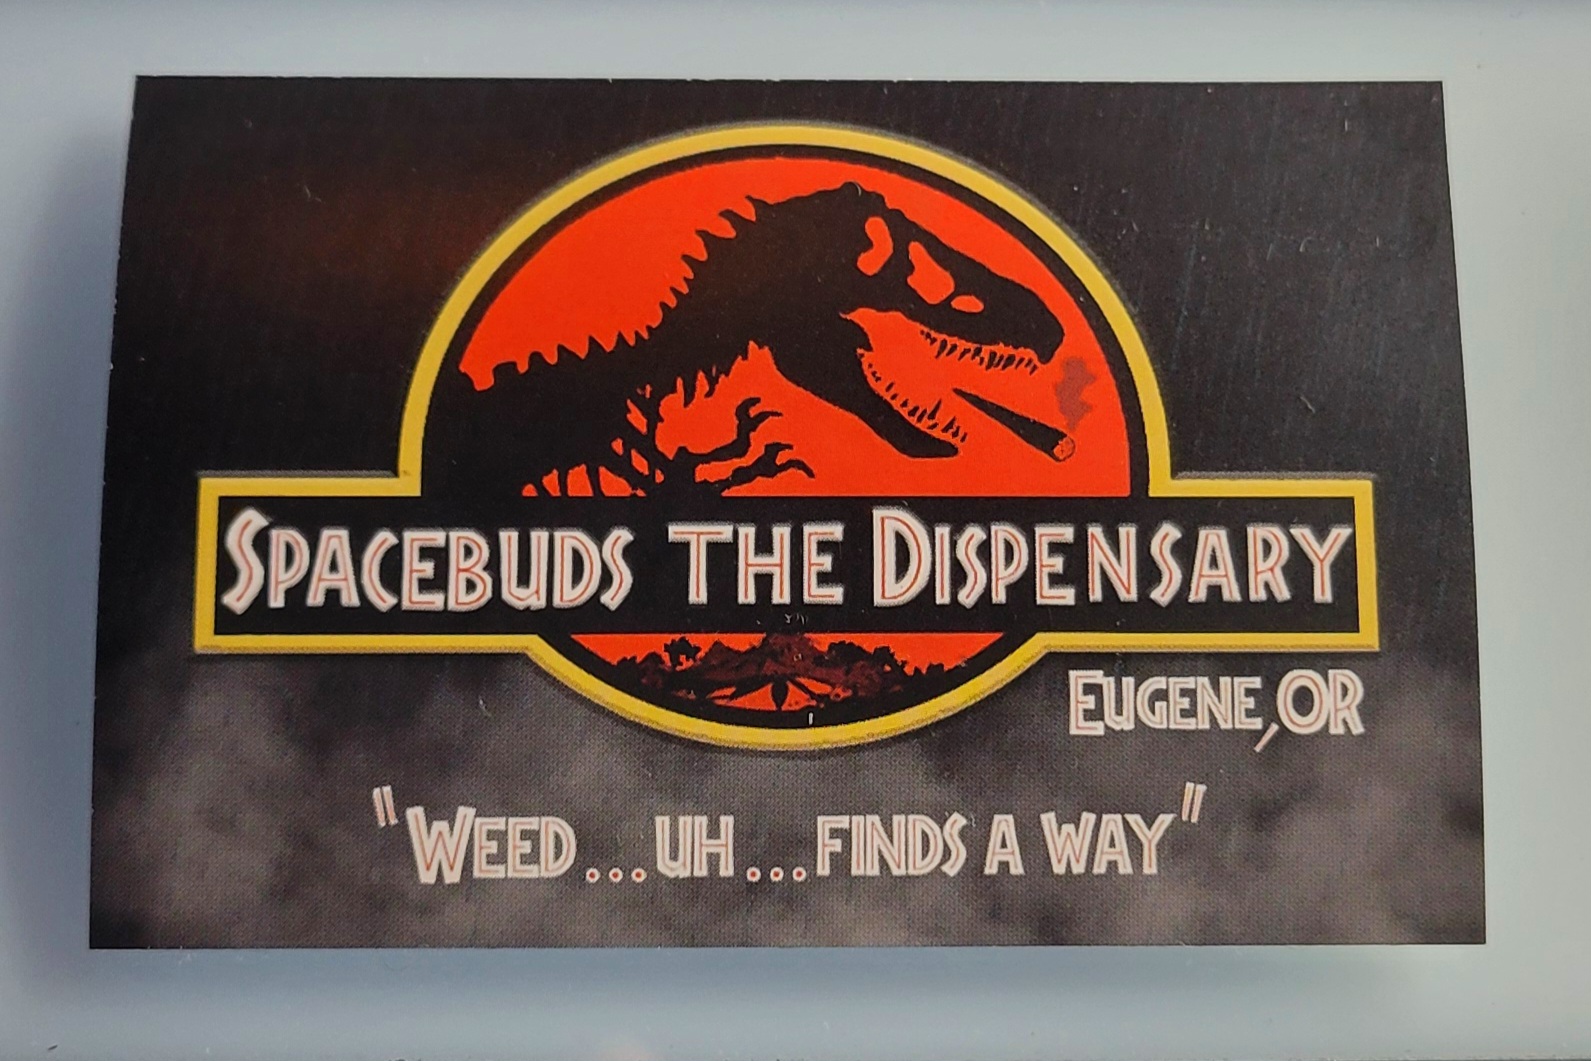 SPACEBUDS THE DISPENSARY
EUGENE, OR
"WEED...UH...FINDS A WAY"